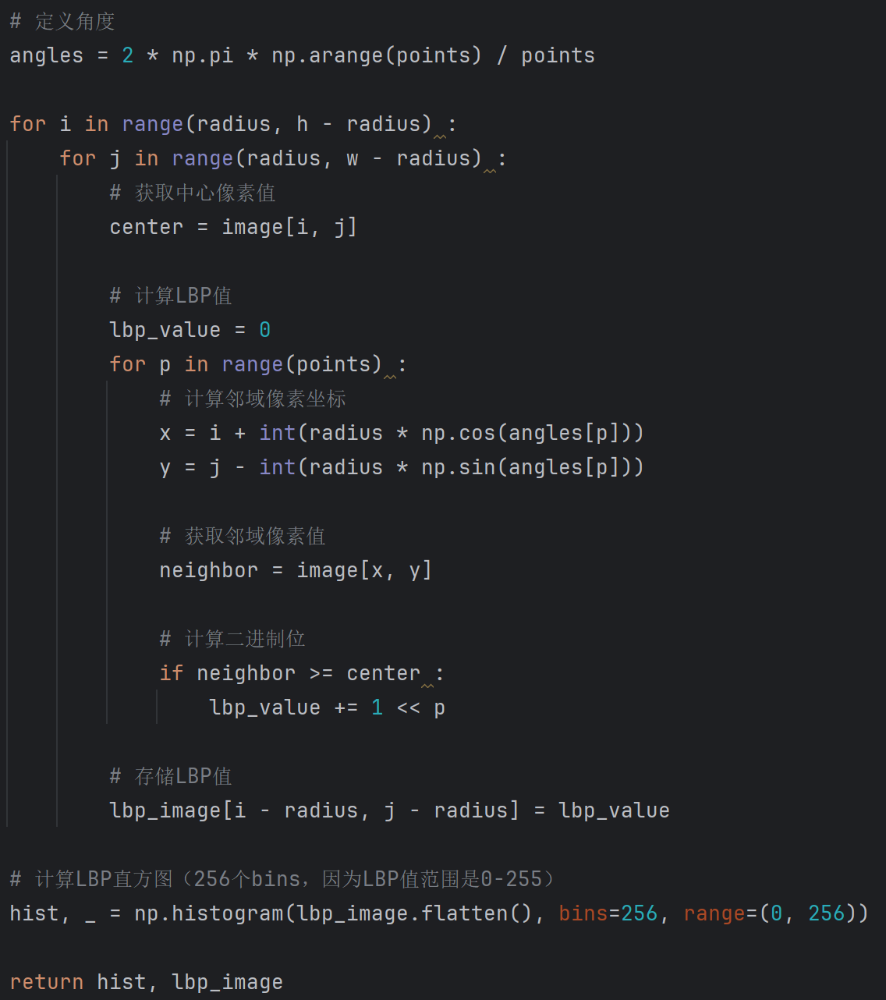 # 定义角度
angles = 2 * np.pi * np.arange(points) / points
for i in range(radius, h - radius) :
for j in range(radius, w - radius) :
# 获取中心像素值
center = image[i, j]
# 计算LBP值
lbp_value = 0
for p in range(points) :
# 计算邻域像素坐标
x = i + int(radius * np.cos(angles[p]))
y = j - int(radius * np.sin(angles[p]))
# 获取邻域像素值
neighbor = image[x, y]
# 计算二进制位
if neighbor >= center :
lbp_value += 1 << p
# 存储LBP值
lbp_image[i - radius, j - radius] = lbp_value
# 计算LBP直方图（256个bins，因为LBP值范围是0-255）
hist, _ = np.histogram(lbp_image.flatten(), bins=256, range=(0, 256))
return hist, lbp_image